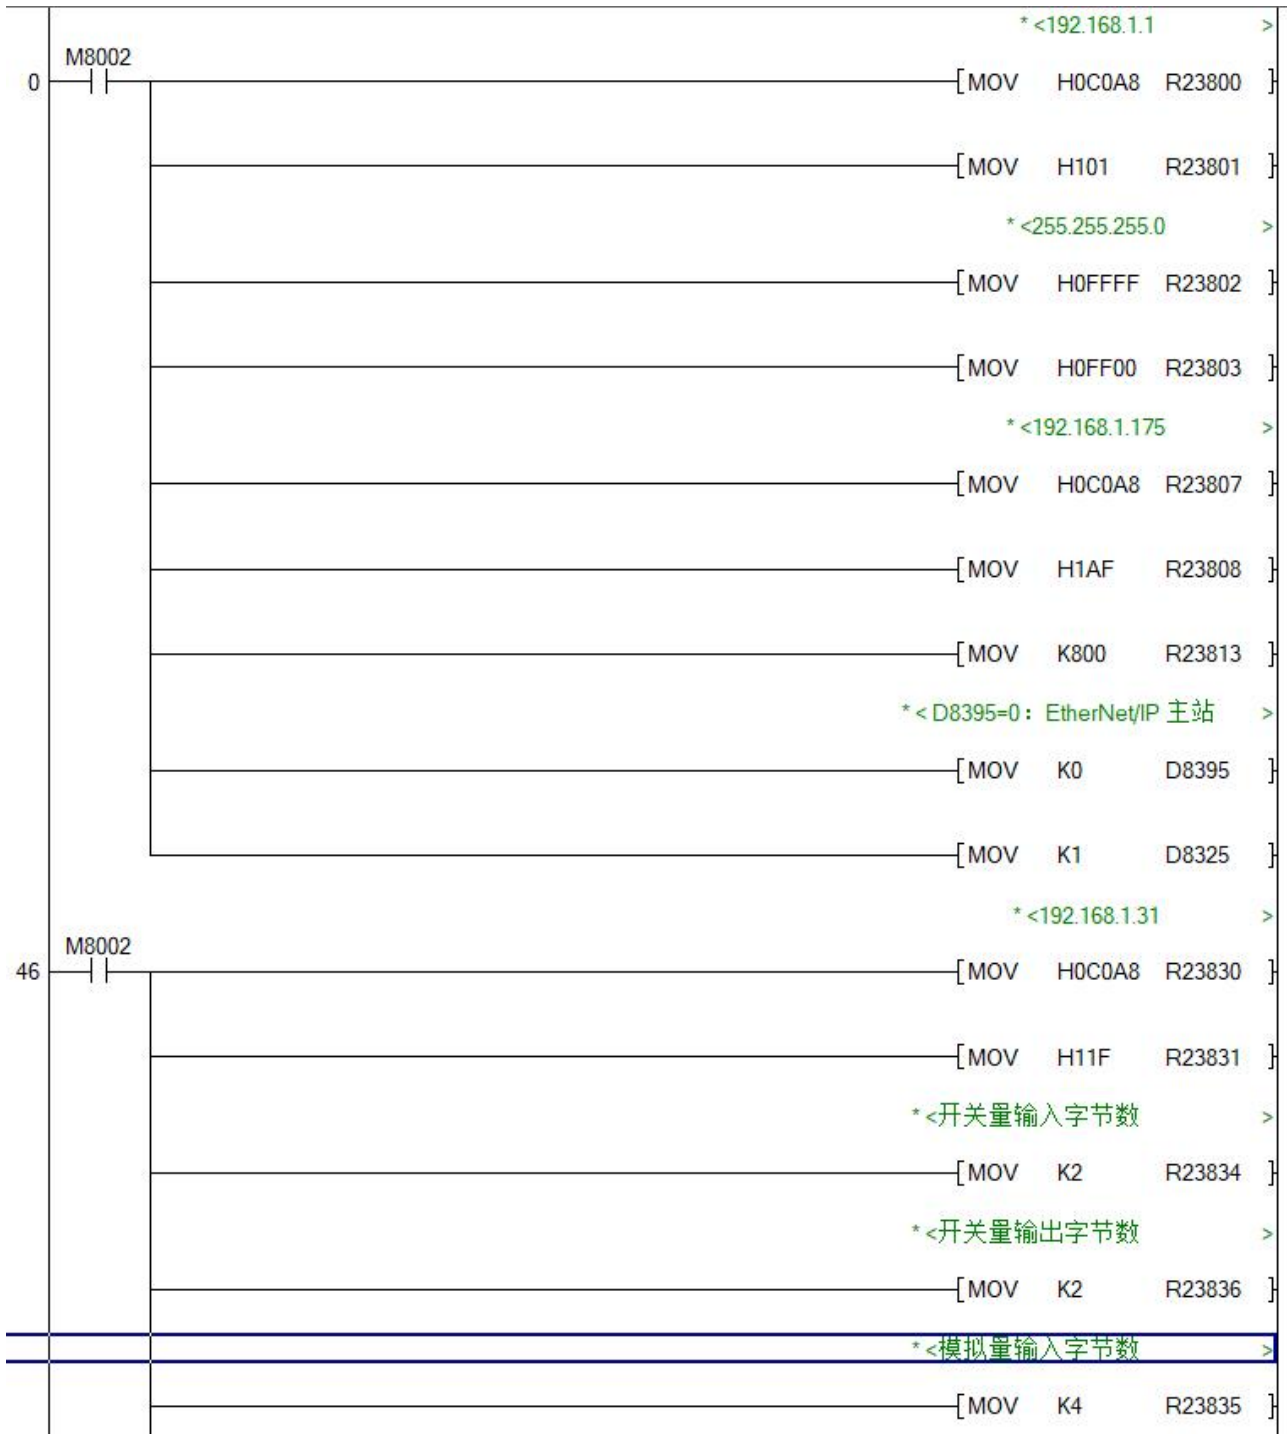 * <192.168.1.1 >
M8002
0 [MOV H0C0A8 R23800 ]
[MOV H101 R23801 ]
* <255.255.255.0 >
[MOV H0FFFF R23802 ]
[MOV H0FF00 R23803 ]
* <192.168.1.175 >
[MOV H0C0A8 R23807 ]
[MOV H1AF R23808 ]
[MOV K800 R23813 ]
* < D8395=0：EtherNet/IP 主站 >
[MOV K0 D8395 ]
[MOV K1 D8325 ]
* <192.168.1.31 >
M8002
46 [MOV H0C0A8 R23830 ]
[MOV H11F R23831 ]
* <开关量输入字节数 >
[MOV K2 R23834 ]
* <开关量输出字节数 >
[MOV K2 R23836 ]
* <模拟量输入字节数 >
[MOV K4 R23835 ]